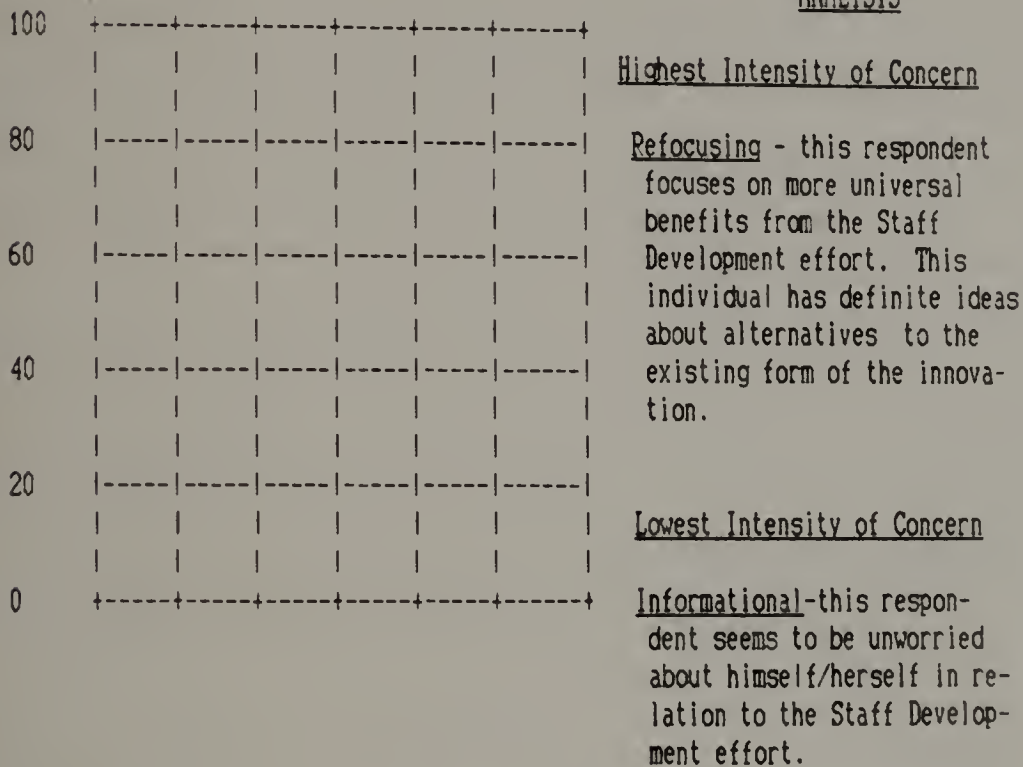 100
Highest Intensity of Concern
80
Refocusing - this respondent
focuses on more universal
benefits from the Staff
60
Development effort. This
individual has definite ideas
about alternatives to the
40
existing form of the innova-
tion.
20
Lowest Intensity of Concern
0
Informational-this respon-
dent seems to be unworried
about himself/herself in re-
lation to the Staff Develop-
ment effort.